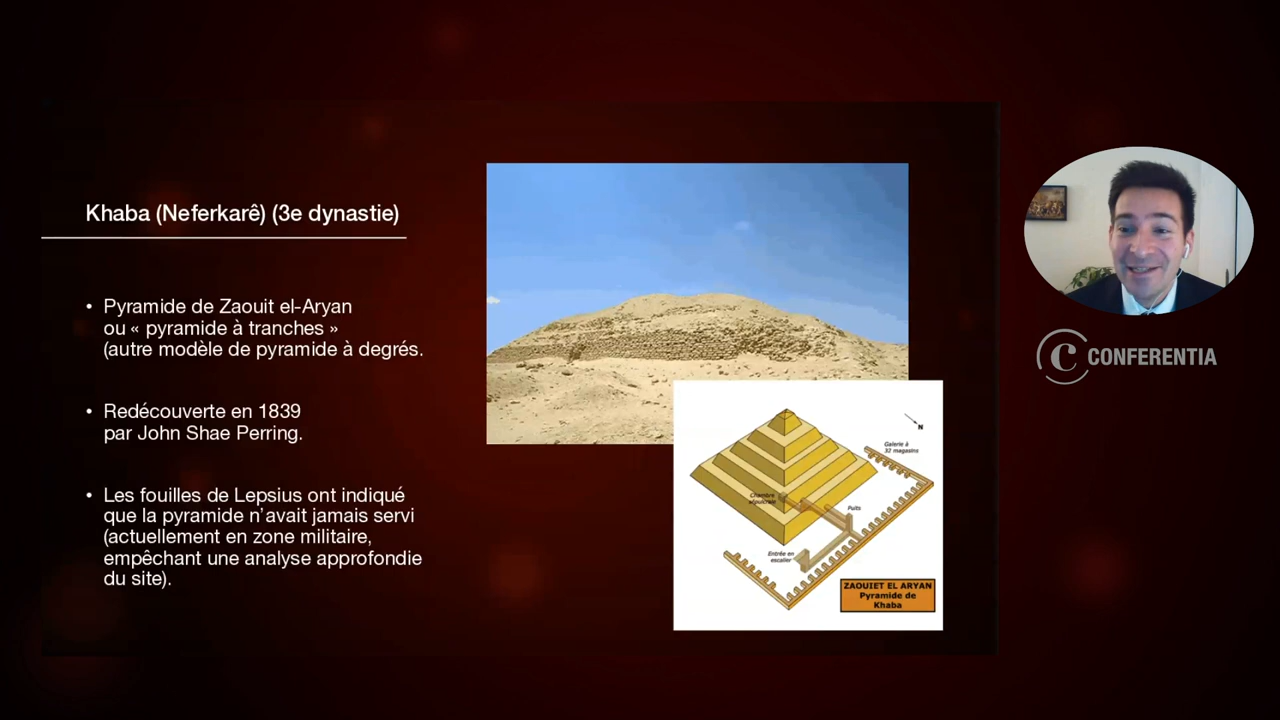 Khaba (Neferkarê) (3e dynastie)
• Pyramide de Zaouit el-Aryan
ou « pyramide à tranches »
(autre modèle de pyramide à degrés.
• Redécouverte en 1839
par John Shae Perring.
• Les fouilles de Lepsius ont indiqué
que la pyramide n'avait jamais servi
(actuellement en zone militaire,
empêchant une analyse approfondie
du site).
N
Galerie à
32 magasins
Chambre
sépulcrale
Puits
Entrée en
escalier
ZAOUIET EL ARYAN
Pyramide de
Khaba
C CONFERENTIA